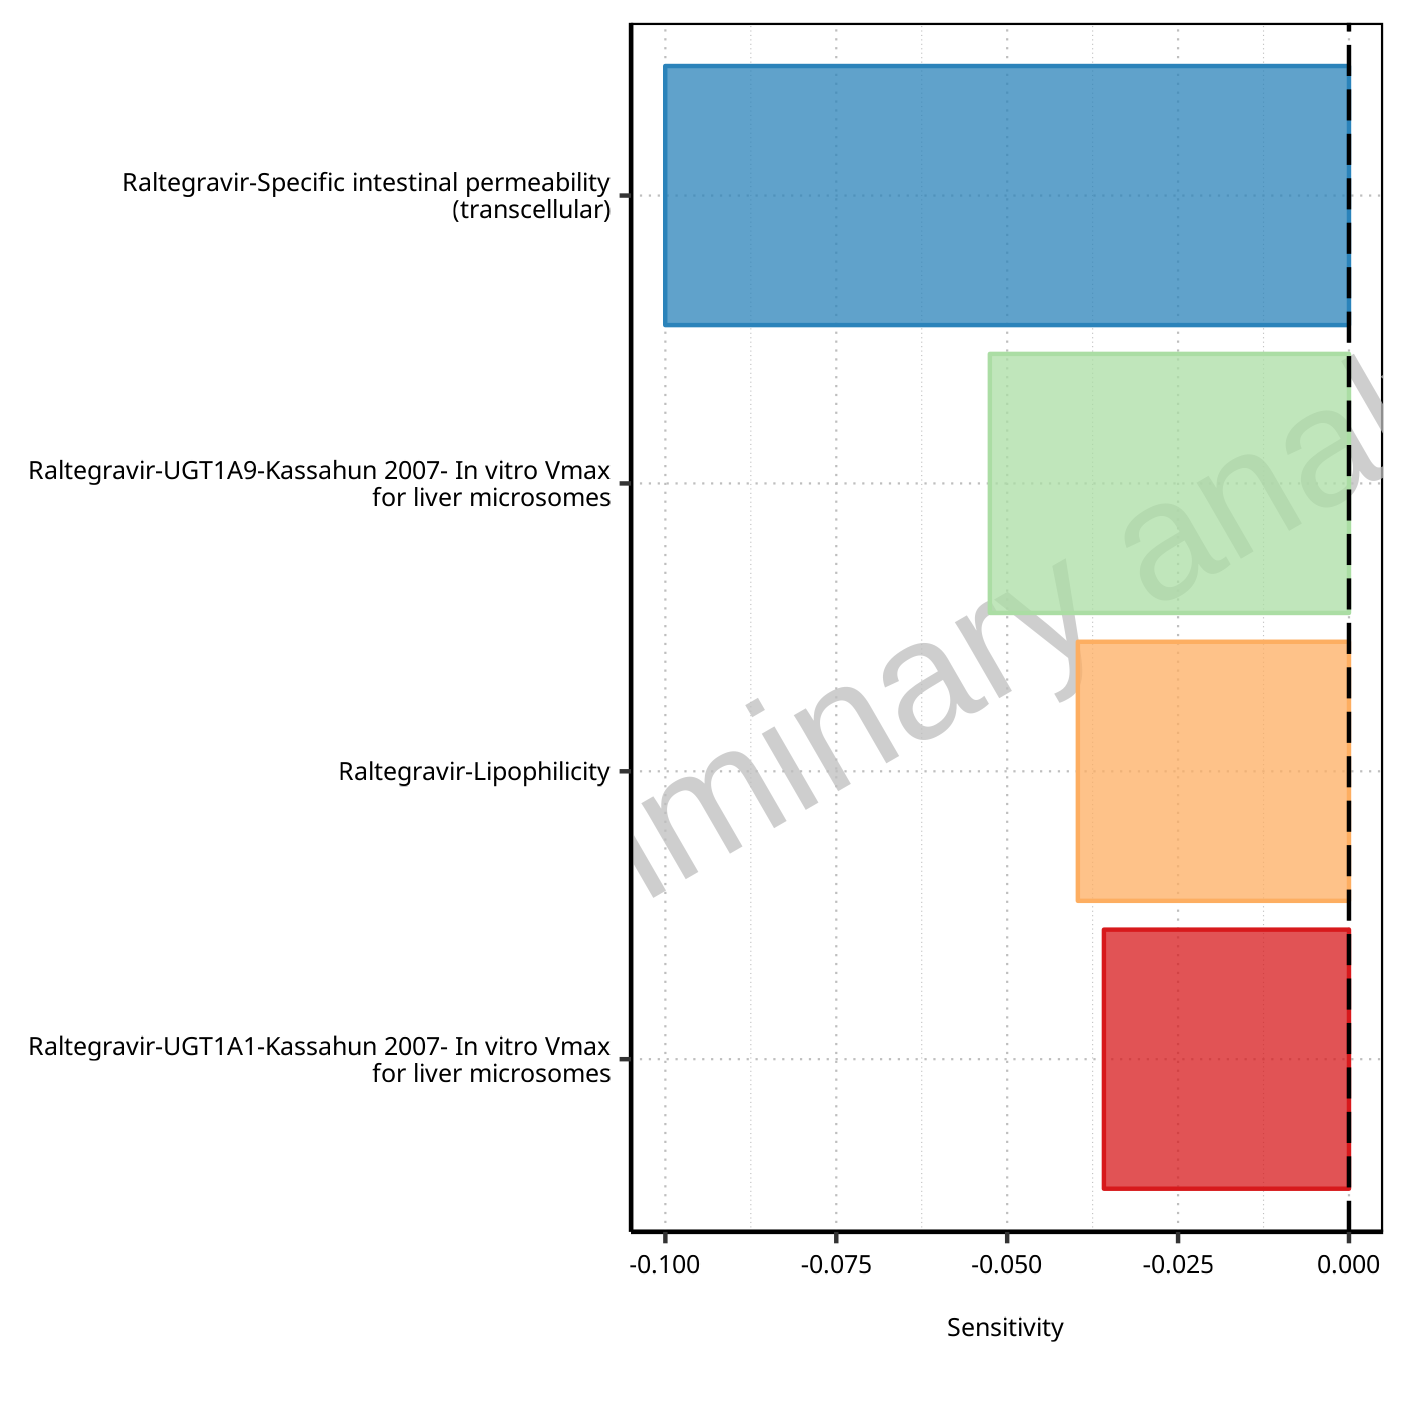 Raltegravir-Specific intestinal permeability
(transcellular)
Raltegravir-UGT1A9-Kassahun 2007- In vitro Vmax
for liver microsomes
Raltegravir-Lipophilicity
Raltegravir-UGT1A1-Kassahun 2007- In vitro Vmax
for liver microsomes
minary anal
-0.100 -0.075 -0.050 -0.025 0.000
Sensitivity